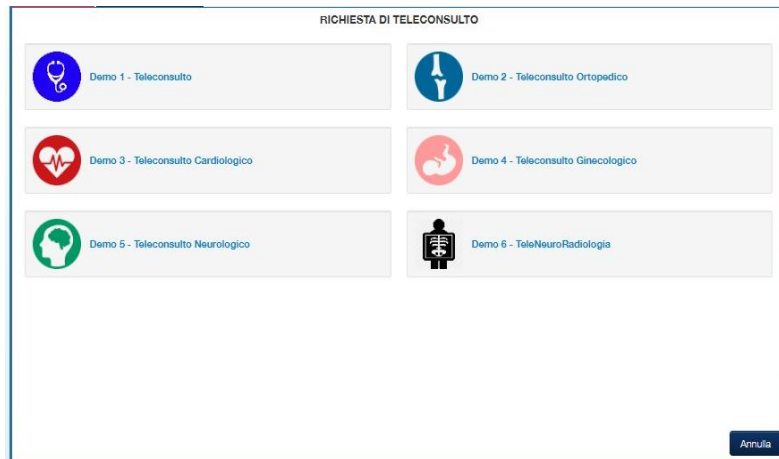 RICHIESTA DI TELECONSULTO
Demo 1 - Teleconsulto
Demo 2 - Teleconsulto Ortopedico
Demo 3 - Teleconsulto Cardiologico
Demo 4 - Teleconsulto Ginecologico
Demo 5 - Teleconsulto Neurologico
Demo 6 - TeleNeuroRadiologia
Annulla